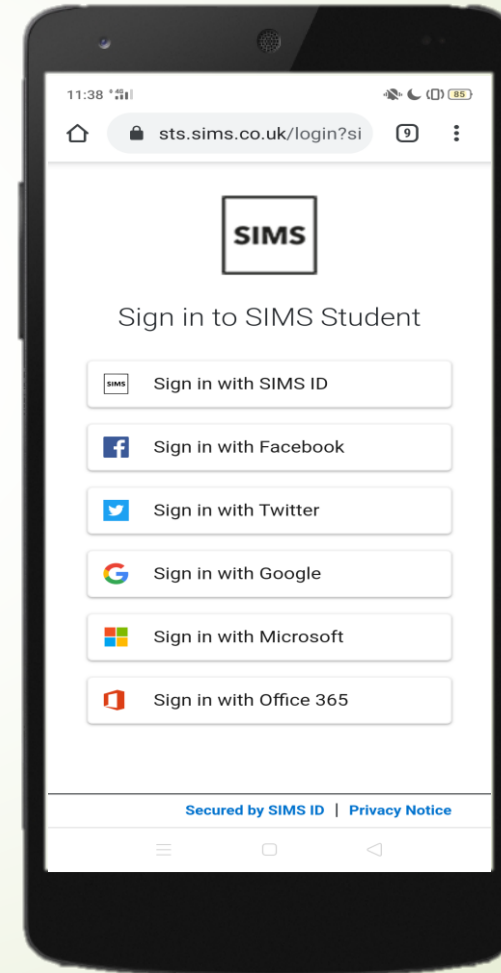 11:38
85
sts.sims.co.uk/login?si
9
SIMS
Sign in to SIMS Student
SIMS
Sign in with SIMS ID
Sign in with Facebook
Sign in with Twitter
Sign in with Google
Sign in with Microsoft
Sign in with Office 365
Secured by SIMS ID | Privacy Notice